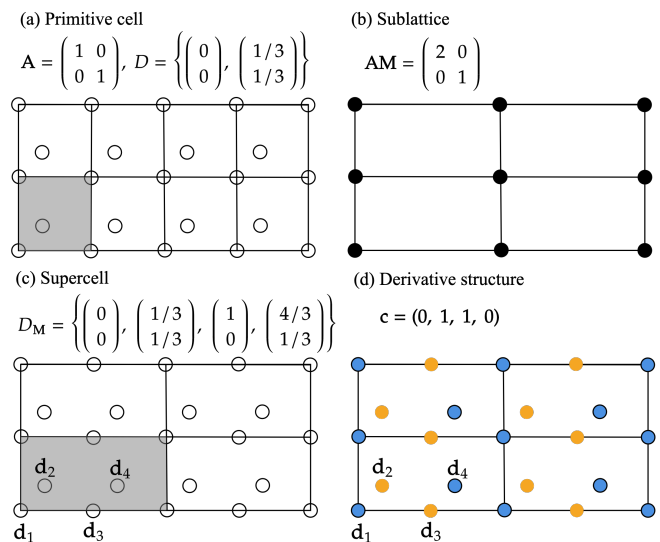 (a) Primitive cell
A = ( 1 0 0 1 ), D = { ( 0 0 ), ( 1/3 1/3 ) }
(b) Sublattice
AM = ( 2 0 0 1 )
(c) Supercell
D_M = { ( 0 0 ), ( 1/3 1/3 ), ( 1 0 ), ( 4/3 1/3 ) }
d2 d4
d1 d3
(d) Derivative structure
c = (0, 1, 1, 0)
d2 d4
d1 d3